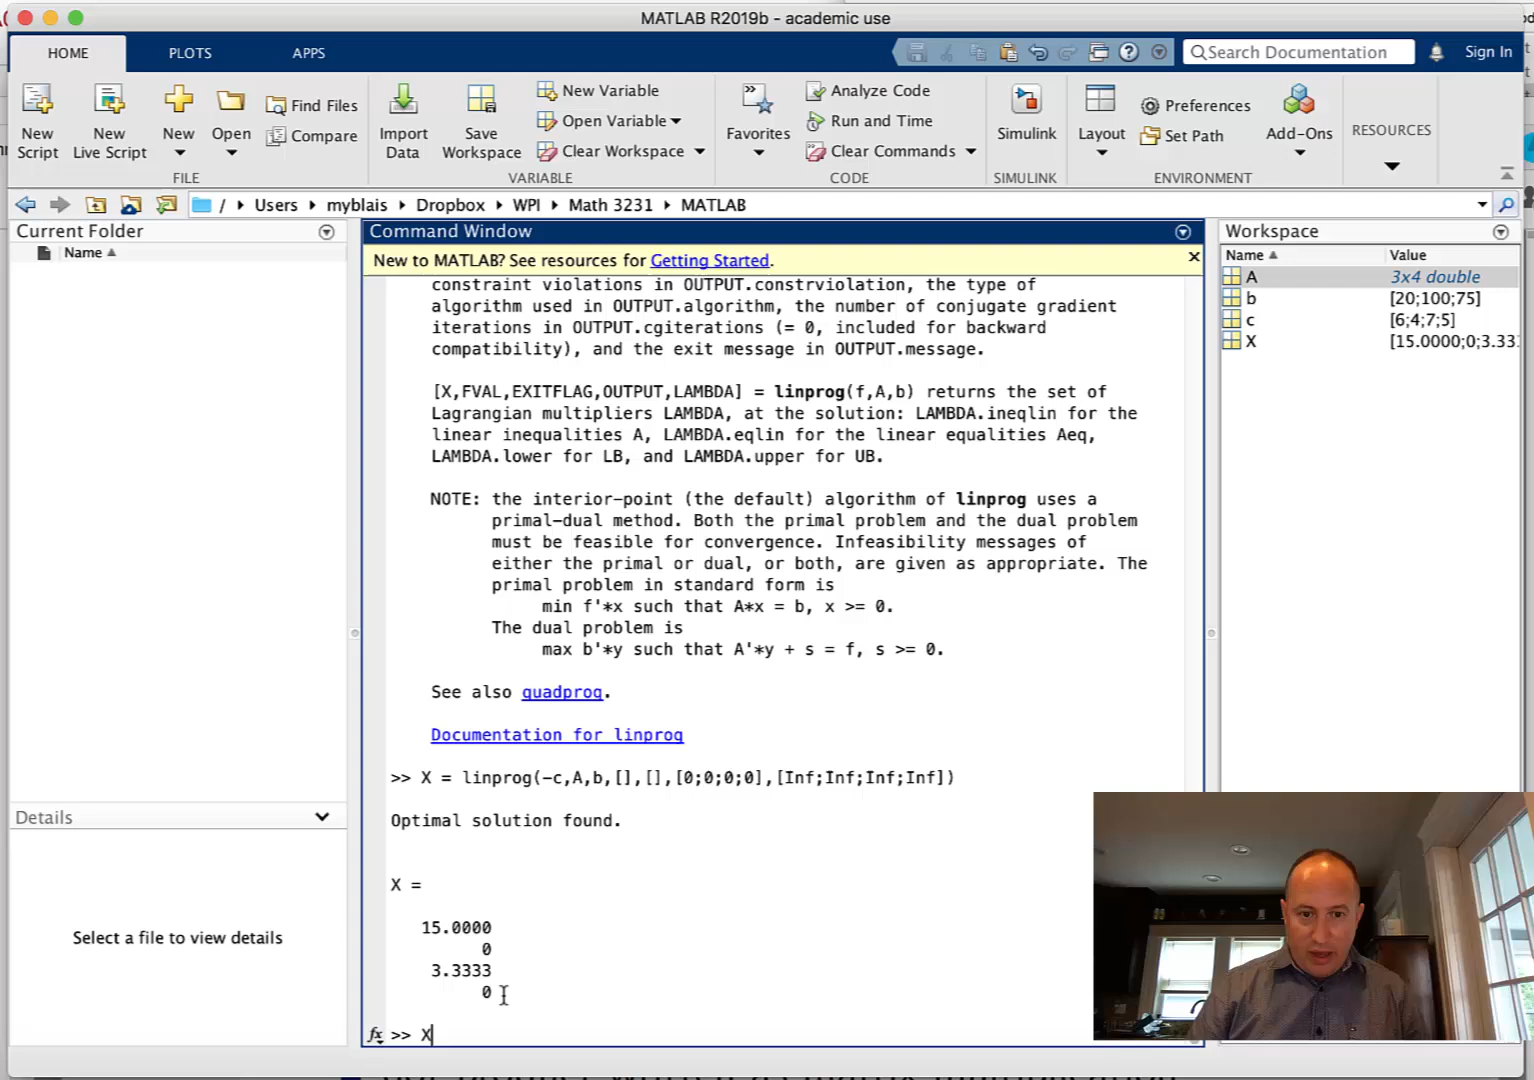 MATLAB R2019b - academic use
HOME PLOTS APPS
Search Documentation
Sign In
New Script
New Live Script
New
Open
Find Files
Compare
FILE
Import Data
Save Workspace
New Variable
Open Variable
Clear Workspace
VARIABLE
Favorites
Analyze Code
Run and Time
Clear Commands
CODE
Simulink
SIMULINK
Layout
Preferences
Set Path
Add-Ons
ENVIRONMENT
RESOURCES
/ Users myblais Dropbox WPI Math 3231 MATLAB
Current Folder
Name
Details
Select a file to view details
Command Window
New to MATLAB? See resources for Getting Started.
constraint violations in OUTPUT.constrviolation, the type of
algorithm used in OUTPUT.algorithm, the number of conjugate gradient
iterations in OUTPUT.cgiterations (= 0, included for backward
compatibility), and the exit message in OUTPUT.message.
[X,FVAL,EXITFLAG,OUTPUT,LAMBDA] = linprog(f,A,b) returns the set of
Lagrangian multipliers LAMBDA, at the solution: LAMBDA.ineqlin for the
linear inequalities A, LAMBDA.eqlin for the linear equalities Aeq,
LAMBDA.lower for LB, and LAMBDA.upper for UB.
NOTE: the interior-point (the default) algorithm of linprog uses a
primal-dual method. Both the primal problem and the dual problem
must be feasible for convergence. Infeasibility messages of
either the primal or dual, or both, are given as appropriate. The
primal problem in standard form is
min f'*x such that A*x = b, x >= 0.
The dual problem is
max b'*y such that A'*y + s = f, s >= 0.
See also quadprog.
Documentation for linprog
>> X = linprog(-c,A,b,[],[],[0;0;0;0],[Inf;Inf;Inf;Inf])
Optimal solution found.
X =
15.0000
0
3.3333
0
fx >> X
Workspace
Name Value
A 3x4 double
b [20;100;75]
c [6;4;7;5]
X [15.0000;0;3.33